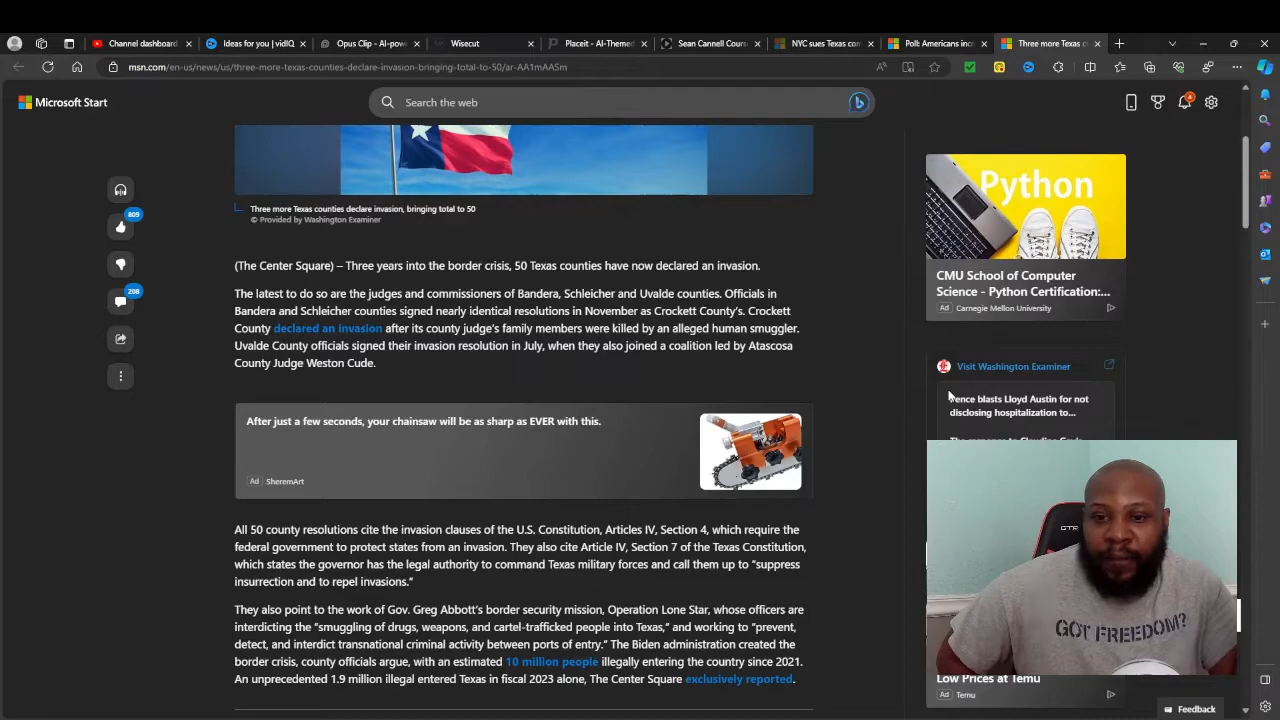 Channel dashboard
Ideas for you | vidIQ
Opus Clip - AI-pow
Wisecut
Placeit - AI-Themed
Sean Cannell Cours
NYC sues Texas com
Poll: Americans inc
Three more Texas c
msn.com/en-us/news/us/three-more-texas-counties-declare-invasion-bringing-total-to-50/ar-AA1mAASm
Microsoft Start
Search the web
4
Three more Texas counties declare invasion, bringing total to 50
© Provided by Washington Examiner
805
208
(The Center Square) – Three years into the border crisis, 50 Texas counties have now declared an invasion.
The latest to do so are the judges and commissioners of Bandera, Schleicher and Uvalde counties. Officials in
Bandera and Schleicher counties signed nearly identical resolutions in November as Crockett County's. Crockett
County declared an invasion after its county judge's family members were killed by an alleged human smuggler.
Uvalde County officials signed their invasion resolution in July, when they also joined a coalition led by Atascosa
County Judge Weston Cude.
After just a few seconds, your chainsaw will be as sharp as EVER with this.
Ad SheremArt
All 50 county resolutions cite the invasion clauses of the U.S. Constitution, Articles IV, Section 4, which require the
federal government to protect states from an invasion. They also cite Article IV, Section 7 of the Texas Constitution,
which states the governor has the legal authority to command Texas military forces and call them up to "suppress
insurrection and to repel invasions."
They also point to the work of Gov. Greg Abbott's border security mission, Operation Lone Star, whose officers are
interdicting the "smuggling of drugs, weapons, and cartel-trafficked people into Texas," and working to "prevent,
detect, and interdict transnational criminal activity between ports of entry." The Biden administration created the
border crisis, county officials argue, with an estimated 10 million people illegally entering the country since 2021.
An unprecedented 1.9 million illegal entered Texas in fiscal 2023 alone, The Center Square exclusively reported.
Python
CMU School of Computer
Science - Python Certification:...
Ad Carnegie Mellon University
Visit Washington Examiner
Pence blasts Lloyd Austin for not
disclosing hospitalization to...
GTR
GOT FREEDOM?
Low Prices at Temu
Ad Temu
Feedback